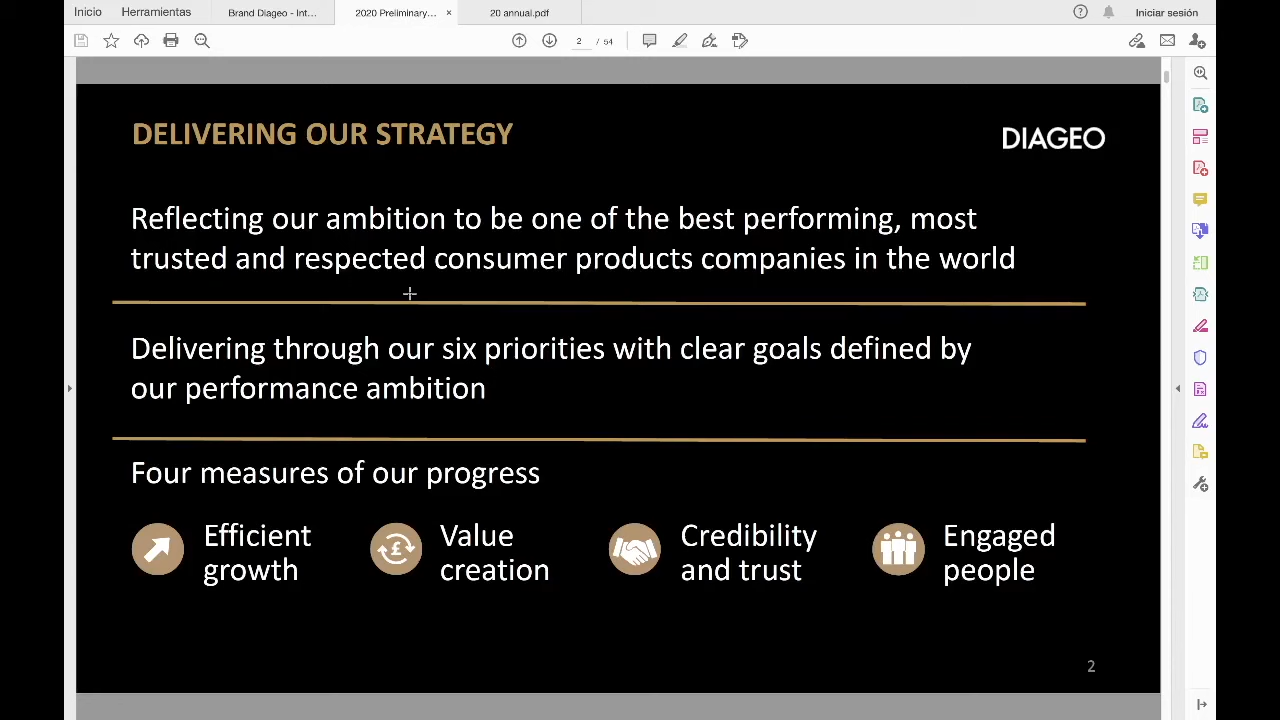 Inicio Herramientas Brand Diageo - Int... 2020 Preliminary... × 20 annual.pdf Iniciar sesión
2 / 54
DELIVERING OUR STRATEGY
DIAGEO
Reflecting our ambition to be one of the best performing, most
trusted and respected consumer products companies in the world
Delivering through our six priorities with clear goals defined by
our performance ambition
Four measures of our progress
Efficient
growth
Value
creation
Credibility
and trust
Engaged
people
2